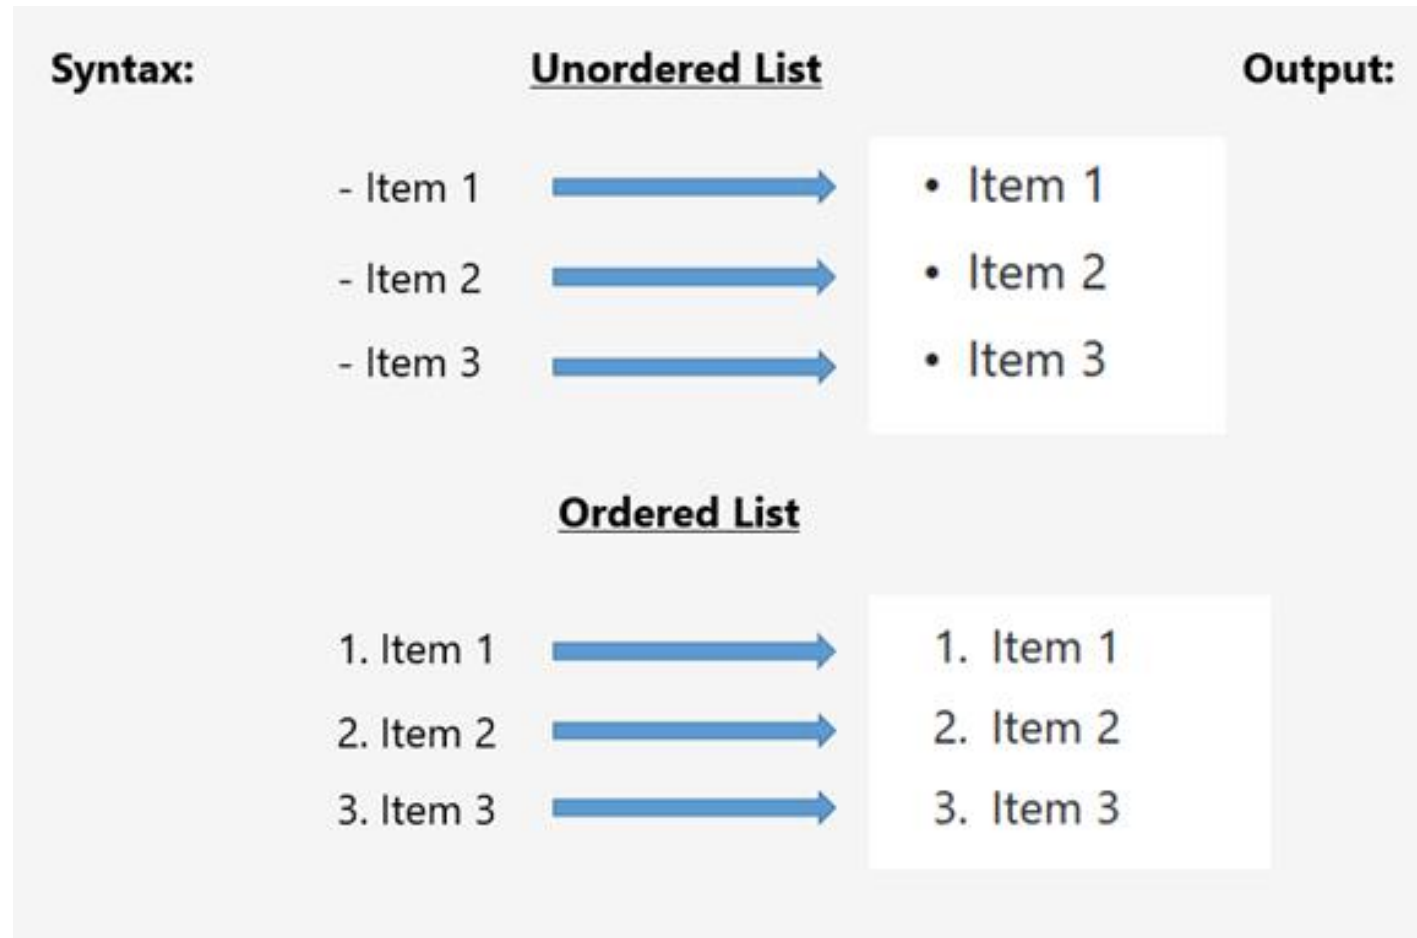 Syntax: Unordered List Output:
- Item 1 • Item 1
- Item 2 • Item 2
- Item 3 • Item 3
Ordered List
1. Item 1 1. Item 1
2. Item 2 2. Item 2
3. Item 3 3. Item 3